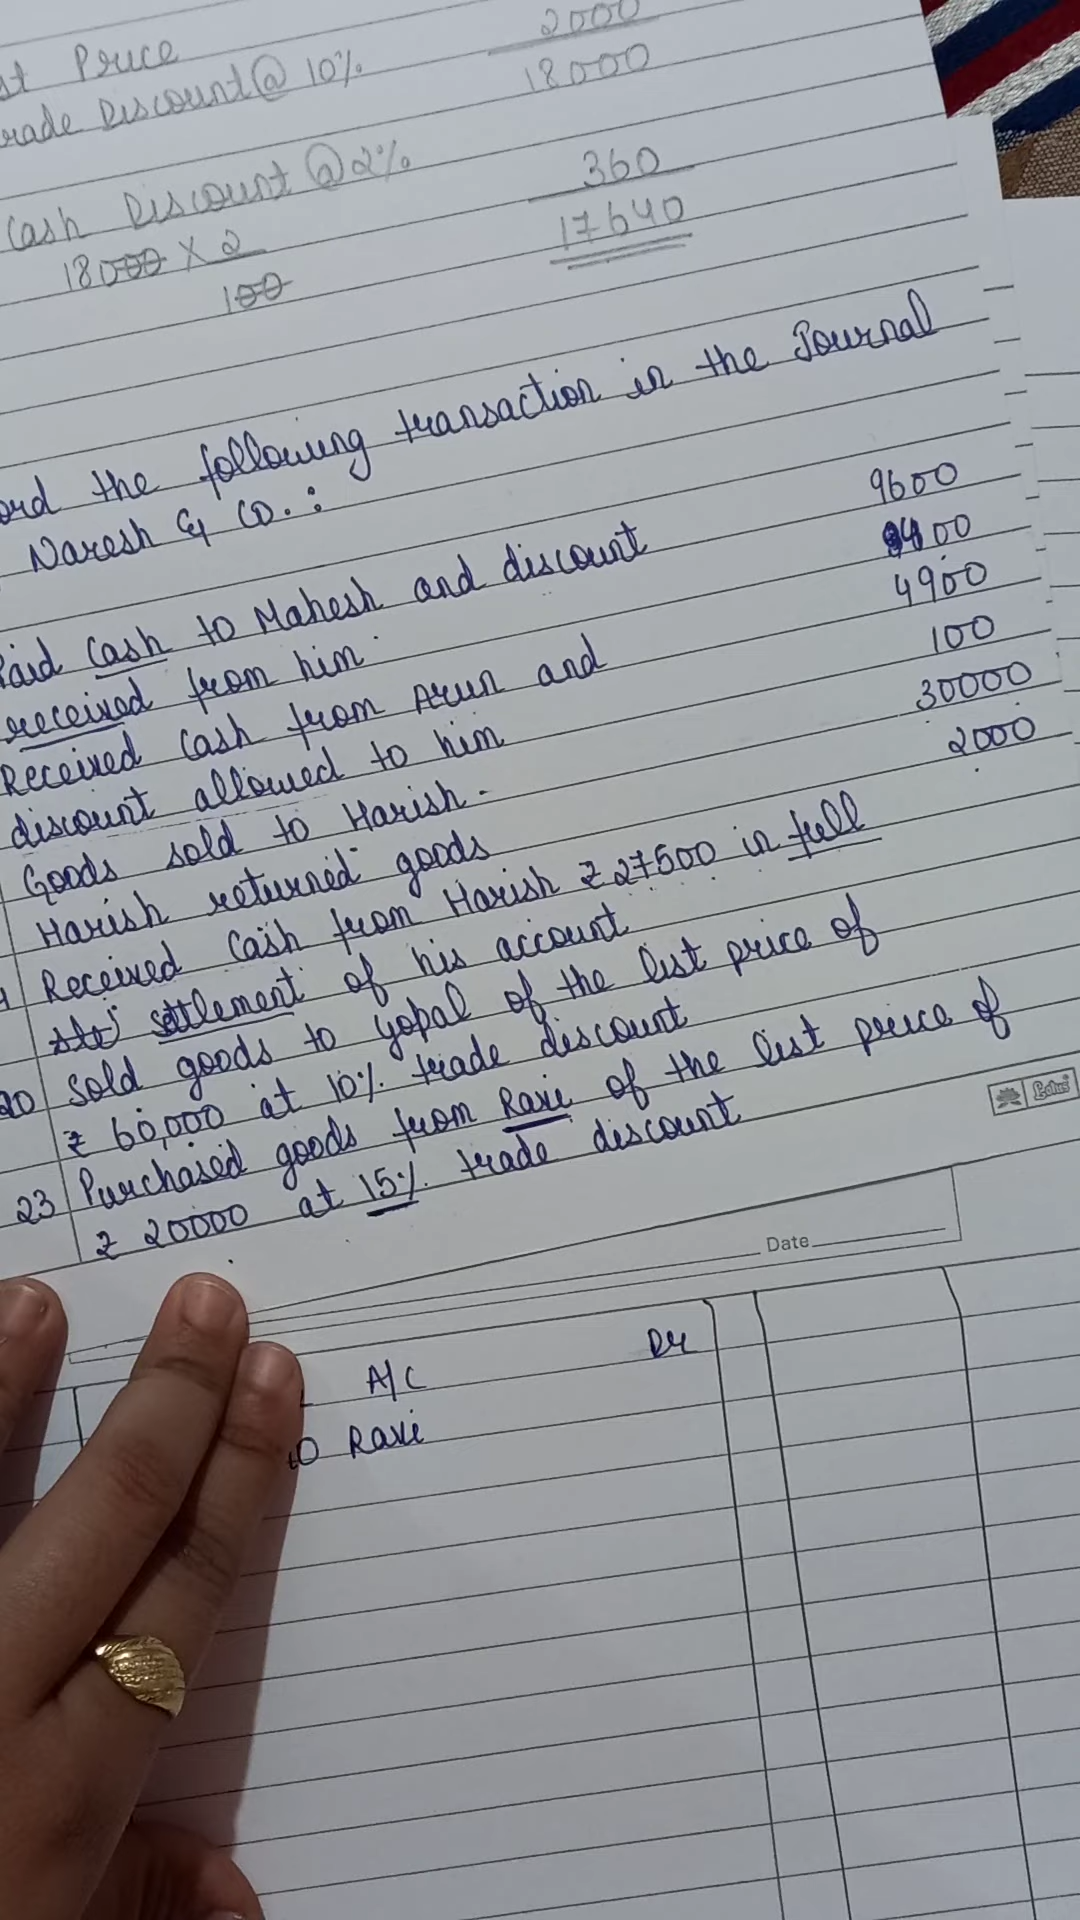 st Price 2000
rade Discount@ 10% 18000
Cash Discount @2% 360
18000 X 2 17640
100
ord the following transaction in the Journal
Naresh & CO. :
Paid Cash to Mahesh and discount 9600
received from him 400
Received Cash from Arun and 4900
discount allowed to him 100
Goods sold to Harish. 30000
Harish returned goods 2000
Received Cash from Harish ₹ 27500 in full
settlement of his account
20 Sold goods to Gopal of the list price of
₹ 60,000 at 10% trade discount
23 Purchased goods from Ravi of the list price of
₹ 20000 at 15% trade discount
Lotus
Date
A/C Dr
to Ravi